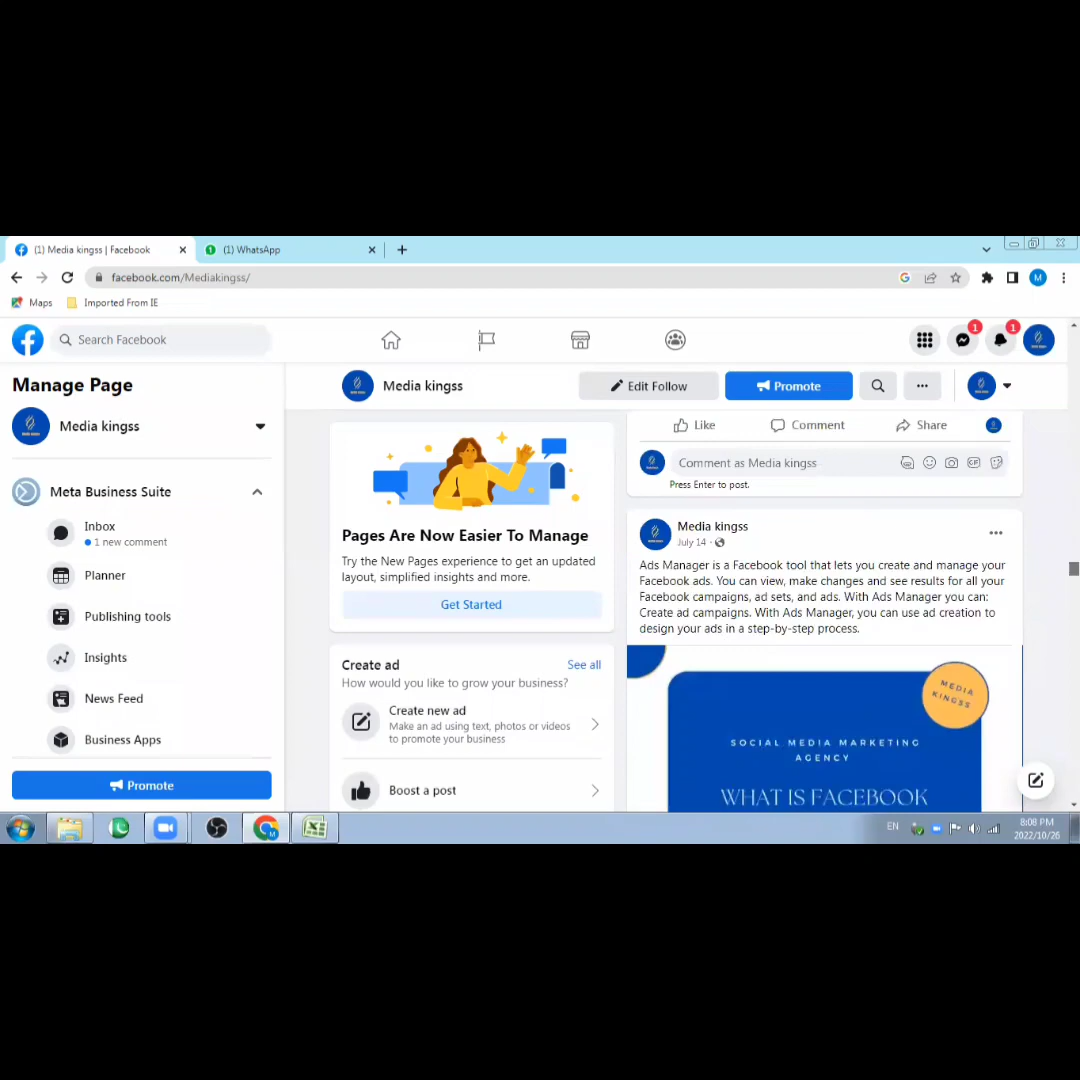 (1) Media kingss | Facebook
(1) WhatsApp
facebook.com/Mediakingss/
Maps
Imported From IE
Search Facebook
1
1
Manage Page
Media kingss
Meta Business Suite
Inbox
1 new comment
Planner
Publishing tools
Insights
News Feed
Business Apps
Promote
Media kingss
Edit Follow
Promote
Pages Are Now Easier To Manage
Try the New Pages experience to get an updated
layout, simplified insights and more.
Get Started
Create ad
See all
How would you like to grow your business?
Create new ad
Make an ad using text, photos or videos
to promote your business
Boost a post
Like
Comment
Share
Comment as Media kingss
GIF
Press Enter to post.
Media kingss
July 14 ·
Ads Manager is a Facebook tool that lets you create and manage your
Facebook ads. You can view, make changes and see results for all your
Facebook campaigns, ad sets, and ads. With Ads Manager you can:
Create ad campaigns. With Ads Manager, you can use ad creation to
design your ads in a step-by-step process.
MEDIA
KINGSS
SOCIAL MEDIA MARKETING
AGENCY
WHAT IS FACEBOOK
EN
8:08 PM
2022/10/26